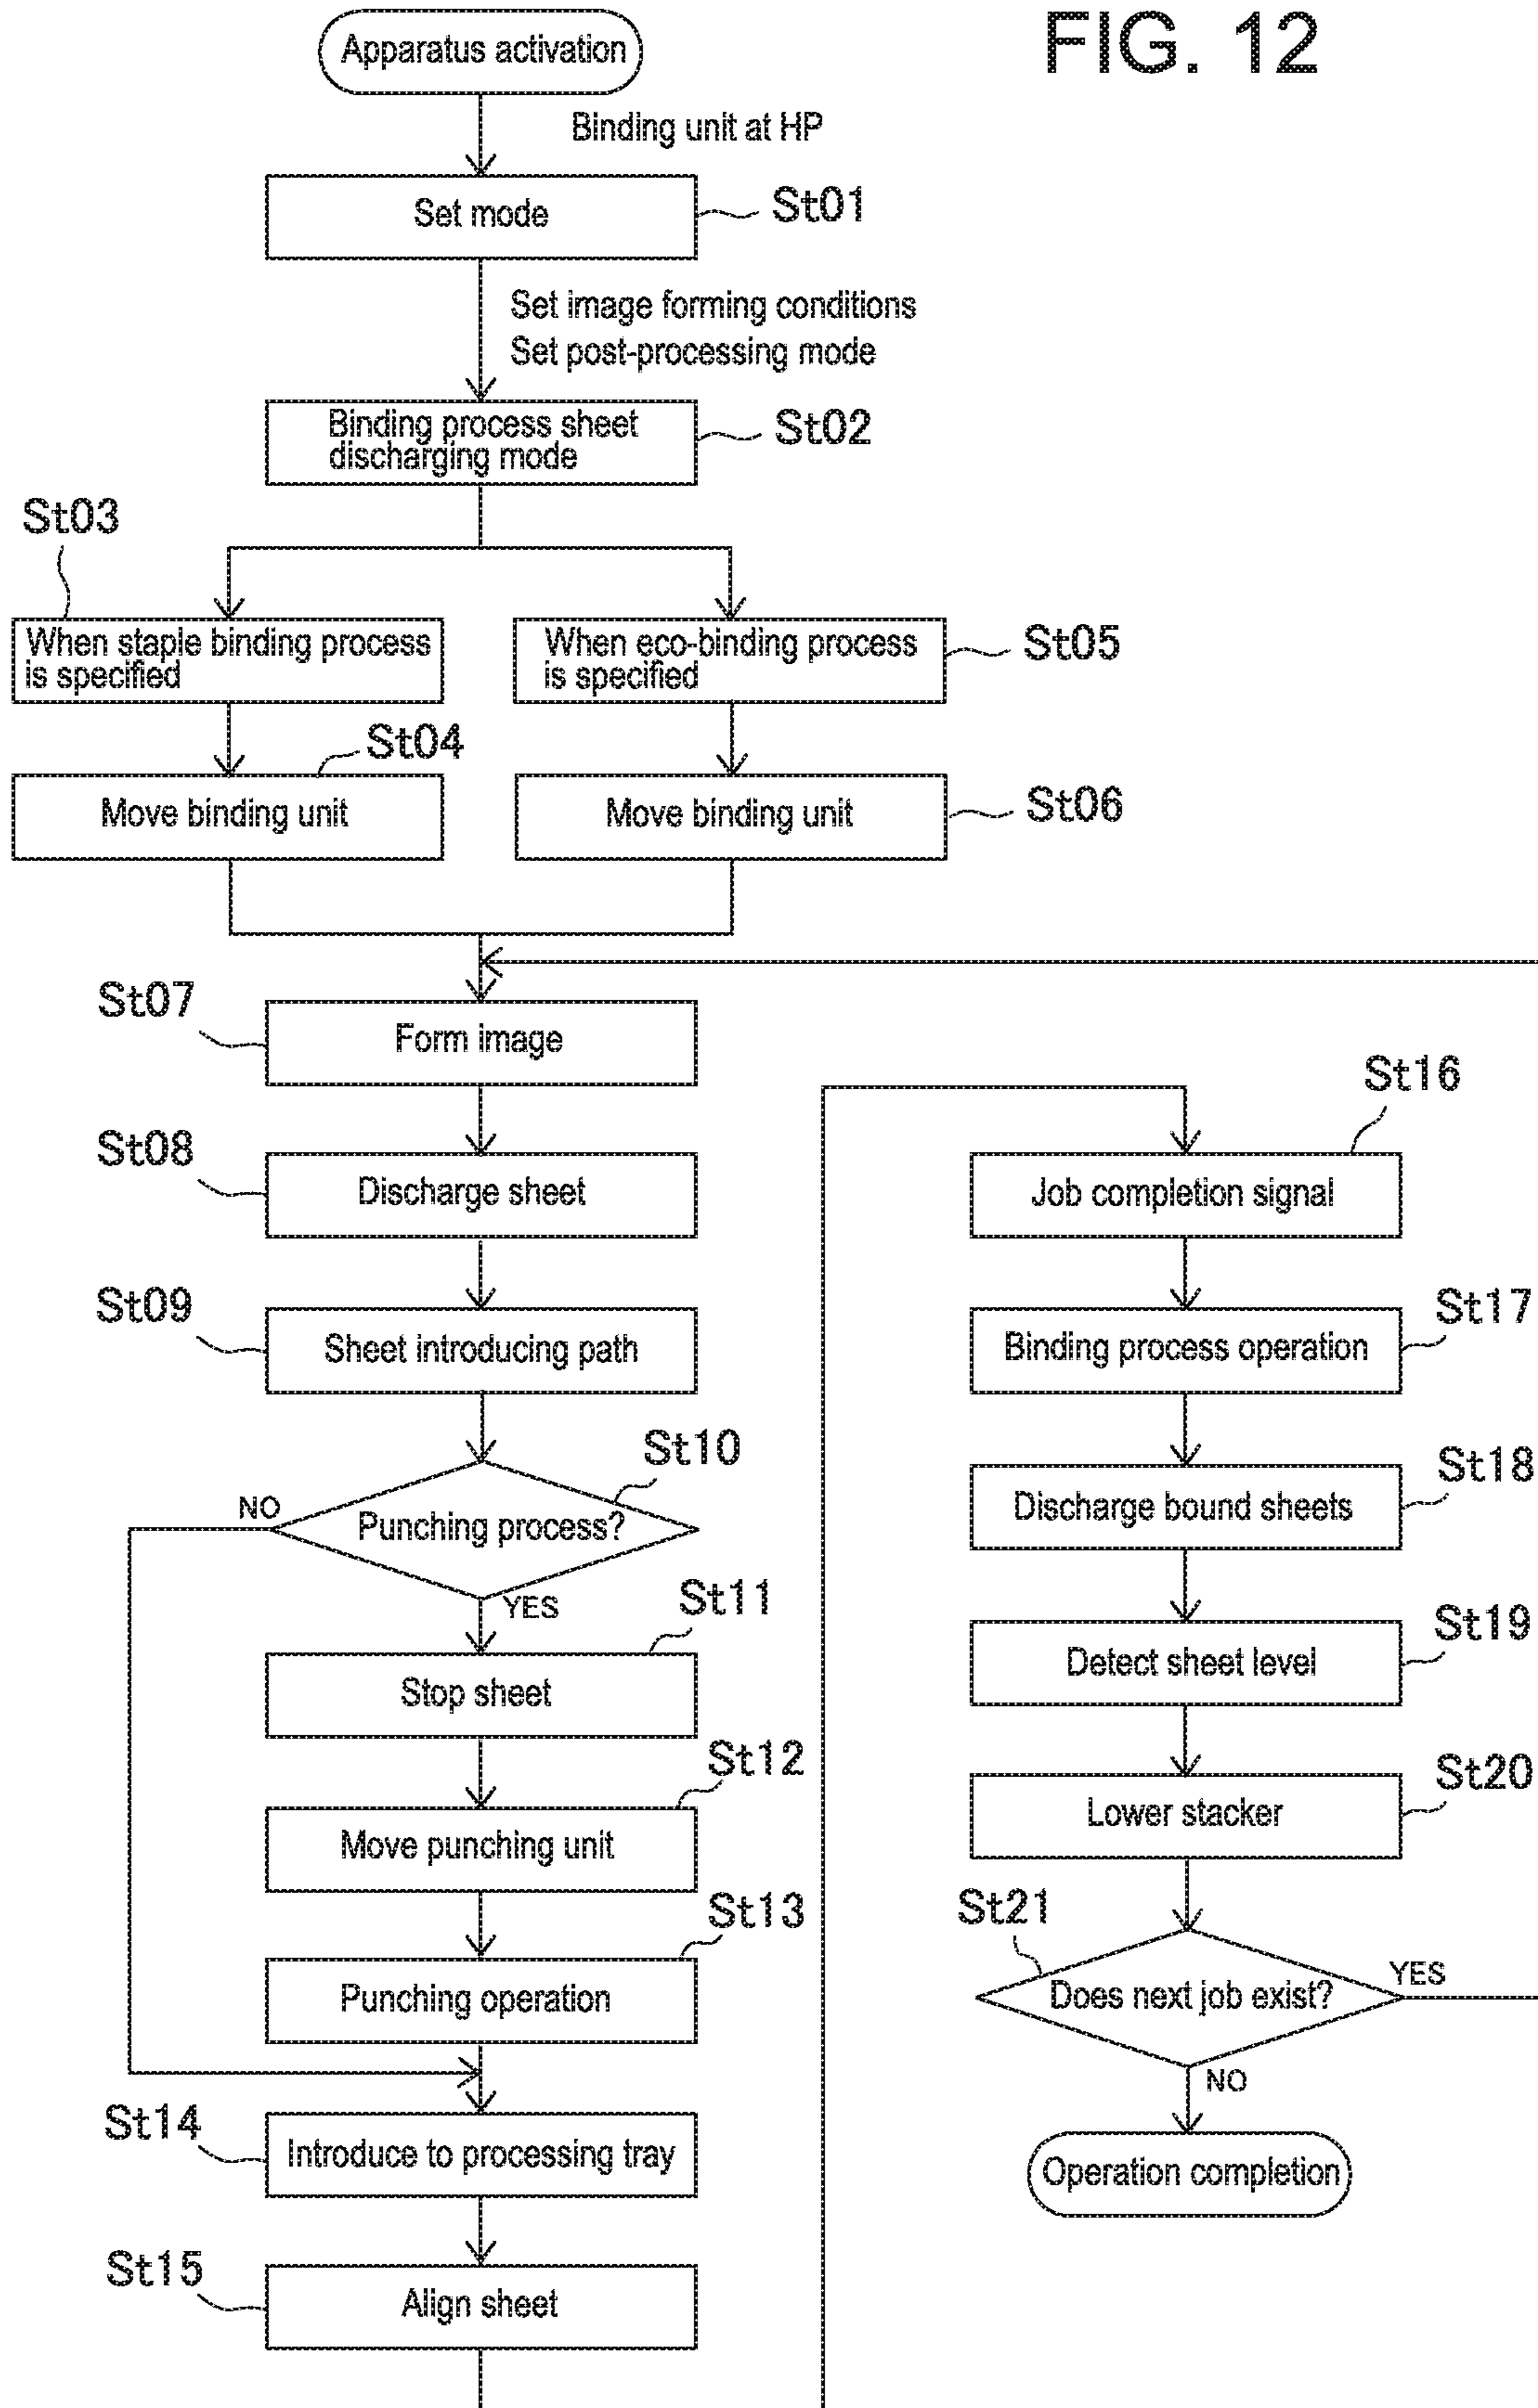 FIG. 12
Apparatus activation
Binding unit at HP
Set mode
St01
Set image forming conditions
Set post-processing mode
Binding process sheet
discharging mode
St02
St03
When staple binding process
is specified
When eco-binding process
is specified
St05
St04
Move binding unit
Move binding unit
St06
St07
Form image
St08
Discharge sheet
St09
Sheet introducing path
St10
NO
Punching process?
YES
St11
Stop sheet
St12
Move punching unit
St13
Punching operation
St14
Introduce to processing tray
St15
Align sheet
St16
Job completion signal
St17
Binding process operation
St18
Discharge bound sheets
St19
Detect sheet level
St20
Lower stacker
St21
YES
Does next job exist?
NO
Operation completion